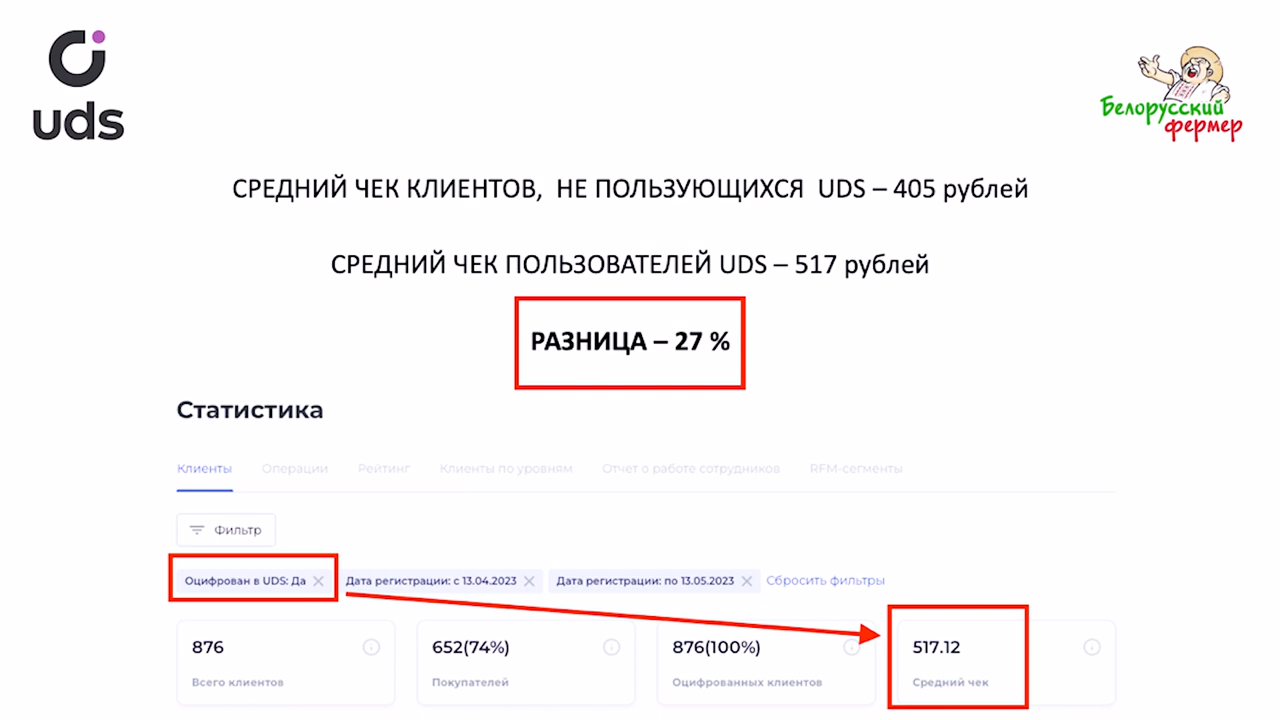 uds
Белорусский
фермер
СРЕДНИЙ ЧЕК КЛИЕНТОВ, НЕ ПОЛЬЗУЮЩИХСЯ UDS – 405 рублей
СРЕДНИЙ ЧЕК ПОЛЬЗОВАТЕЛЕЙ UDS – 517 рублей
РАЗНИЦА – 27 %
Статистика
Клиенты Операции Рейтинг Клиенты по уровням Отчет о работе сотрудников RFM-сегменты
Фильтр
Оцифрован в UDS: Да Дата регистрации: с 13.04.2023 Дата регистрации: по 13.05.2023 Сбросить фильтры
876 652(74%) 876(100%) 517.12
Всего клиентов Покупателей Оцифрованных клиентов Средний чек